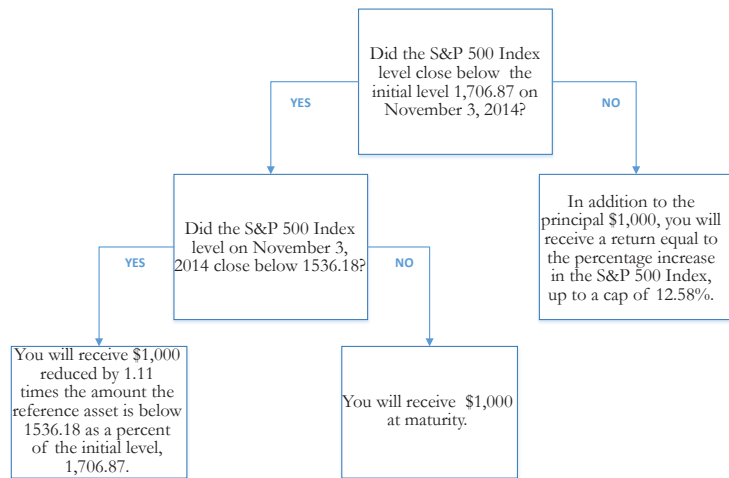 Did the S&P 500 Index
level close below the
initial level 1,706.87 on
November 3, 2014?
YES
NO
Did the S&P 500 Index
level on November 3,
2014 close below 1536.18?
In addition to the
principal $1,000, you will
receive a return equal to
the percentage increase
in the S&P 500 Index,
up to a cap of 12.58%.
YES
NO
You will receive $1,000
reduced by 1.11
times the amount the
reference asset is below
1536.18 as a percent
of the initial level,
1,706.87.
You will receive $1,000
at maturity.